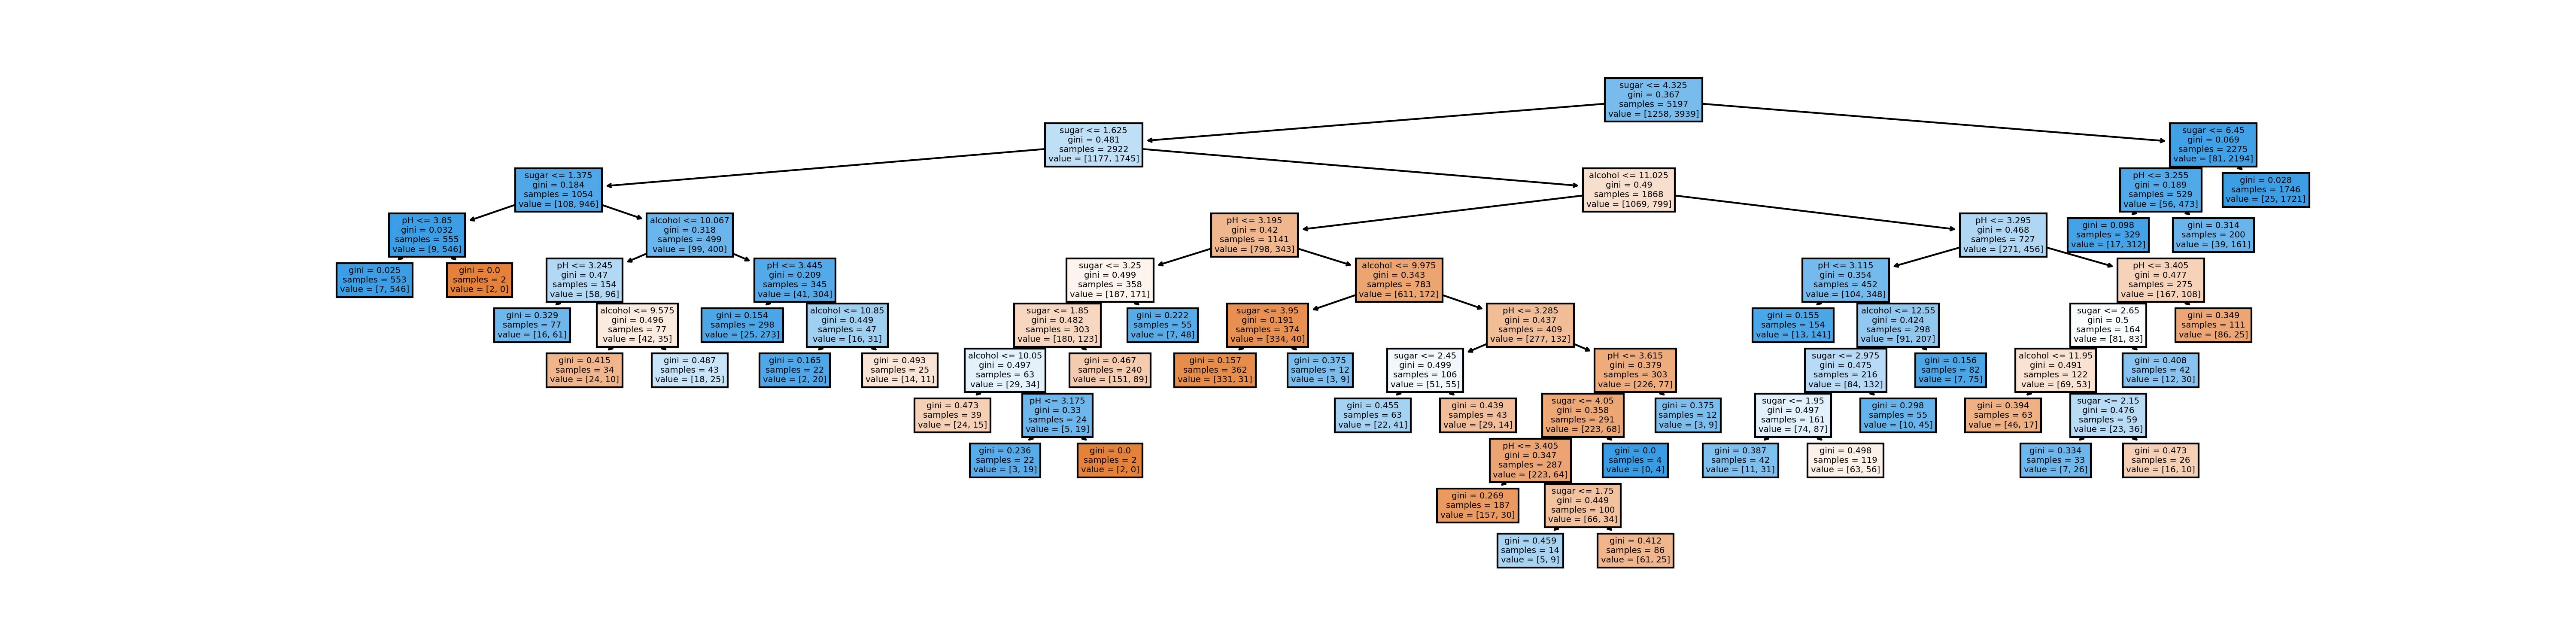 sugar <= 4.325
gini = 0.367
samples = 5197
value = [1258, 3939]
sugar <= 1.625
gini = 0.481
samples = 2922
value = [1177, 1745]
sugar <= 6.45
gini = 0.069
samples = 2275
value = [81, 2194]
sugar <= 1.375
gini = 0.184
samples = 1054
value = [108, 946]
alcohol <= 11.025
gini = 0.49
samples = 1868
value = [1069, 799]
pH <= 3.255
gini = 0.189
samples = 529
value = [56, 473]
gini = 0.028
samples = 1746
value = [25, 1721]
pH <= 3.85
gini = 0.032
samples = 555
value = [9, 546]
alcohol <= 10.067
gini = 0.318
samples = 499
value = [99, 400]
pH <= 3.195
gini = 0.42
samples = 1141
value = [798, 343]
pH <= 3.295
gini = 0.468
samples = 727
value = [271, 456]
gini = 0.098
samples = 329
value = [17, 312]
gini = 0.314
samples = 200
value = [39, 161]
gini = 0.025
samples = 553
value = [7, 546]
gini = 0.0
samples = 2
value = [2, 0]
pH <= 3.245
gini = 0.47
samples = 154
value = [58, 96]
pH <= 3.445
gini = 0.209
samples = 345
value = [41, 304]
sugar <= 3.25
gini = 0.499
samples = 358
value = [187, 171]
alcohol <= 9.975
gini = 0.343
samples = 783
value = [611, 172]
pH <= 3.115
gini = 0.354
samples = 452
value = [104, 348]
pH <= 3.405
gini = 0.477
samples = 275
value = [167, 108]
gini = 0.329
samples = 77
value = [16, 61]
alcohol <= 9.575
gini = 0.496
samples = 77
value = [42, 35]
gini = 0.154
samples = 298
value = [25, 273]
alcohol <= 10.85
gini = 0.449
samples = 47
value = [16, 31]
sugar <= 1.85
gini = 0.482
samples = 303
value = [180, 123]
gini = 0.222
samples = 55
value = [7, 48]
sugar <= 3.95
gini = 0.191
samples = 374
value = [334, 40]
pH <= 3.285
gini = 0.437
samples = 409
value = [277, 132]
gini = 0.155
samples = 154
value = [13, 141]
alcohol <= 12.55
gini = 0.424
samples = 298
value = [91, 207]
sugar <= 2.65
gini = 0.5
samples = 164
value = [81, 83]
gini = 0.349
samples = 111
value = [86, 25]
gini = 0.415
samples = 34
value = [24, 10]
gini = 0.487
samples = 43
value = [18, 25]
gini = 0.165
samples = 22
value = [2, 20]
gini = 0.493
samples = 25
value = [14, 11]
alcohol <= 10.05
gini = 0.497
samples = 63
value = [29, 34]
gini = 0.467
samples = 240
value = [151, 89]
gini = 0.157
samples = 362
value = [331, 31]
gini = 0.375
samples = 12
value = [3, 9]
sugar <= 2.45
gini = 0.499
samples = 106
value = [51, 55]
pH <= 3.615
gini = 0.379
samples = 303
value = [226, 77]
sugar <= 2.975
gini = 0.475
samples = 216
value = [84, 132]
gini = 0.156
samples = 82
value = [7, 75]
alcohol <= 11.95
gini = 0.491
samples = 122
value = [69, 53]
gini = 0.408
samples = 42
value = [12, 30]
gini = 0.473
samples = 39
value = [24, 15]
pH <= 3.175
gini = 0.33
samples = 24
value = [5, 19]
gini = 0.455
samples = 63
value = [22, 41]
gini = 0.439
samples = 43
value = [29, 14]
sugar <= 4.05
gini = 0.358
samples = 291
value = [223, 68]
gini = 0.375
samples = 12
value = [3, 9]
sugar <= 1.95
gini = 0.497
samples = 161
value = [74, 87]
gini = 0.298
samples = 55
value = [10, 45]
gini = 0.394
samples = 63
value = [46, 17]
sugar <= 2.15
gini = 0.476
samples = 59
value = [23, 36]
gini = 0.236
samples = 22
value = [3, 19]
gini = 0.0
samples = 2
value = [2, 0]
pH <= 3.405
gini = 0.347
samples = 287
value = [223, 64]
gini = 0.0
samples = 4
value = [0, 4]
gini = 0.387
samples = 42
value = [11, 31]
gini = 0.498
samples = 119
value = [63, 56]
gini = 0.334
samples = 33
value = [7, 26]
gini = 0.473
samples = 26
value = [16, 10]
gini = 0.269
samples = 187
value = [157, 30]
sugar <= 1.75
gini = 0.449
samples = 100
value = [66, 34]
gini = 0.459
samples = 14
value = [5, 9]
gini = 0.412
samples = 86
value = [61, 25]